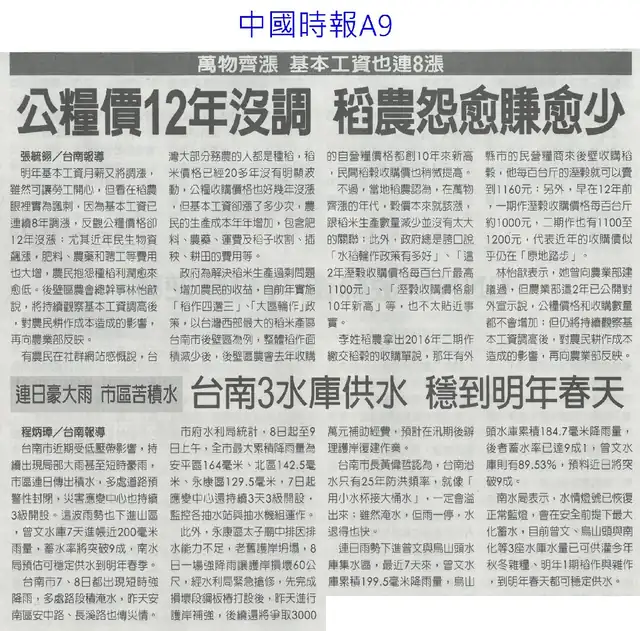 中國時報A9
萬物齊漲 基本工資也連8漲
公糧價12年沒調 稻農怨愈賺愈少
張毓翎／台南報導
明年基本工資月薪又將調漲，
雖然可讓勞工開心，但看在稻農
眼裡實為諷刺，因為基本工資已
連續8年調漲，反觀公糧價格卻
12年沒漲；尤其近年民生物資
飆漲，肥料、農藥和聘工等費用
也大增，農民抱怨種稻利潤愈來
愈低。後壁區農會總幹事林怡歆
說，將持續觀察基本工資調高後
，對農民耕作成本造成的影響，
再向農業部反映。
有農民在社群網站感慨說，台
灣大部分務農的人都是種稻，稻
米價格已經20多年沒有明顯波
動，公糧收購價格也好幾年沒漲
，但基本工資卻漲了多少次，農
民的生產成本年年增加，包含肥
料、農藥、運費及稻子收割、插
秧、耕田的費用等。
政府為解決稻米生產過剩問題
、增加農民的收益，自前年實施
「稻作四選三」、「大區輪作」政
策，以台灣西部最大的稻米產區
台南市後壁區為例，整體稻作面
積減少後，後壁區農會去年收購
的自營糧價格都創10年來新高
，民間稻穀收購價也稍微提高。
不過，當地稻農認為，在萬物
齊漲的年代，穀價本來就該漲，
跟稻米生產數量減少並沒有太大
的關聯；此外，政府總是誇口說
「水稻輪作政策有多好」、「這
2年溼穀收購價格每百台斤最高
1100元」、「溼穀收購價格創
10年新高」等，也不太貼近事
實。
李姓稻農拿出2016年二期作
繳交稻穀的收購單說，那年有外
縣市的民營糧商來後壁收購稻
穀，他每百台斤的溼穀就可以賣
到1160元；另外，早在12年前
，一期作溼穀收購價格每百台斤
約1000元，二期作也有1100至
1200元，代表近年的收購價似
乎仍在「原地踏步」。
林怡歆表示，她曾向農業部建
議過，但農業部這2年已公開對
外宣示說，公糧價格和收購數量
都不會增加；但仍將持續觀察基
本工資調高後，對農民耕作成本
造成的影響，再向農業部反映。
連日豪大雨 市區苦積水
台南3水庫供水 穩到明年春天
程炳璋／台南報導
台南市近期受低壓帶影響，持
續出現局部大雨甚至短時豪雨，
市區連日傳出積水，多處道路預
警性封閉，災害應變中心也持續
3級開設。這波雨勢也下進山區
，曾文水庫7天進帳近200毫米
雨量，蓄水率將突破9成，南水
局預估可穩定供水到明年春季。
台南市7、8日都出現短時強
降雨，多處路段積淹水，昨天安
南區安中路、長溪路也傳災情。
市府水利局統計，8日起至9
日上午，全市最大累積降雨量為
安平區164毫米、北區142.5毫
米、永康區129.5毫米，7日起
應變中心還持續3天3級開設，
監控各抽水站與抽水機組運作。
此外，永康區太子廟中排因排
水能力不足，老舊護岸坍塌，8
日一場強降雨讓護岸損壞60公
尺，經水利局緊急搶修，先完成
損壞段鋼板樁打設後，昨天進行
護岸補強，後續還將爭取3000
萬元補助經費，預計在汛期後辦
理護岸復建作業。
台南市長黃偉哲認為，台南治
水只有25年防洪頻率，就像「
用小水杯接大桶水」，一定會溢
出來；雖然淹水，但雨一停，水
退得也快。
連日雨勢下進曾文與烏山頭水
庫集水區，最近7天來，曾文水
庫累積199.5毫米降雨量，烏山
頭水庫累積184.7毫米降雨量，
後者蓄水率已達9成1，曾文水
庫則有89.53%，預料近日將突
破9成。
南水局表示，水情燈號已恢復
正常藍燈，會在安全前提下最大
化蓄水，目前曾文、烏山頭與南
化等3座水庫水量已可供灌今年
秋冬雜糧、明年1期稻作與雜作
，到明年春天都可穩定供水。